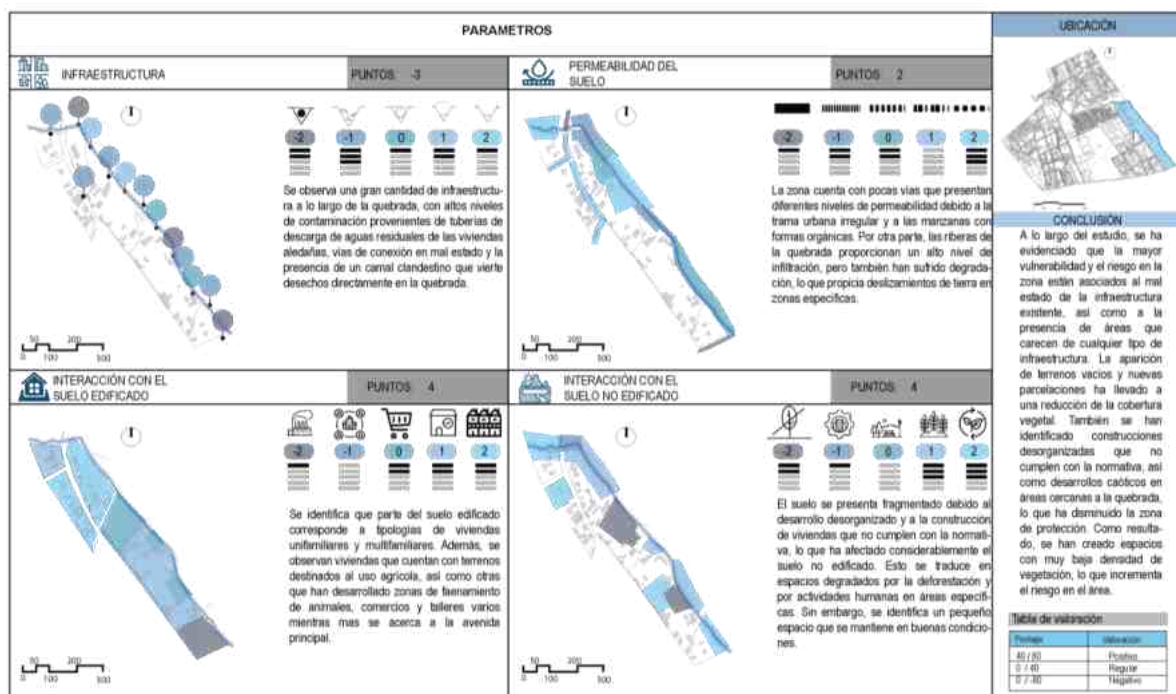 PARAMETROS
INFRAESTRUCTURA
PUNTOS -3
-2 -1 0 1 2
Se observa una gran cantidad de infraestructu-
ra a lo largo de la quebrada, con altos niveles
de contaminación provenientes de tuberías de
descarga de aguas residuales de las viviendas
aledañas, vias de conexión en mal estado y la
presencia de un camal clandestino que vierte
desechos directamente en la quebrada.
50 200
0 100 300
PERMEABILIDAD DEL
SUELO
PUNTOS 2
-2 -1 0 1 2
La zona cuenta con pocas vias que presentan
diferentes niveles de permeabilidad debido a la
trama urbana irregular y a las manzanas con
formas orgánicas. Por otra parte, las riberas de
la quebrada proporcionan un alto nivel de
infiltración, pero también han sufrido degrada-
ción, lo que propicia deslizamientos de tierra en
zonas especificas.
50 200
0 100 300
INTERACCIÓN CON EL
SUELO EDIFICADO
PUNTOS 4
-2 -1 0 1 2
Se identifica que parte del suelo edificado
corresponde a tipologías de viviendas
unifamiliares y multifamiliares. Además, se
observan viviendas que cuentan con terrenos
destinados al uso agrícola, así como otras
que han desarrollado zonas de faenamiento
de animales, comercios y talleres varios
mientras mas se acerca a la avenida
principal.
50 200
0 100 300
INTERACCIÓN CON EL
SUELO NO EDIFICADO
PUNTOS 4
-2 -1 0 1 2
El suelo se presenta fragmentado debido al
desarrollo desorganizado y a la construcción
de viviendas que no cumplen con la normati-
va, lo que ha afectado considerablemente el
suelo no edificado. Esto se traduce en
espacios degradados por la deforestación y
por actividades humanas en áreas específi-
cas. Sin embargo, se identifica un pequeño
espacio que se mantiene en buenas condicio-
nes.
50 200
0 100 300
UBICACIÓN
CONCLUSIÓN
A lo largo del estudio, se ha
evidenciado que la mayor
vulnerabilidad y el riesgo en la
zona están asociados al mal
estado de la infraestructura
existente, así como a la
presencia de áreas que
carecen de cualquier tipo de
infraestructura. La aparición
de terrenos vacíos y nuevas
parcelaciones ha llevado a
una reducción de la cobertura
vegetal. También se han
identificado construcciones
desorganizadas que no
cumplen con la normativa, así
como desarrollos caóticos en
áreas cercanas a la quebrada,
lo que ha disminuido la zona
de protección. Como resulta-
do, se han creado espacios
con muy baja densidad de
vegetación, lo que incrementa
el riesgo en el área.
Tabla de valoración
Puntaje Valoración
40 / 80 Positivo
0 / 40 Regular
0 / -80 Negativo